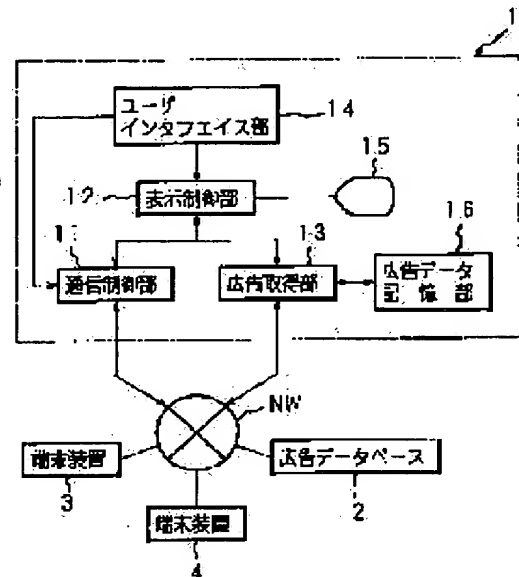 1
ユーザ
インタフェイス部
14
15
12
表示制御部
16
11
13
通信制御部
広告取得部
広告データ
記憶部
NW
端末装置
広告データベース
3
2
端末装置
4